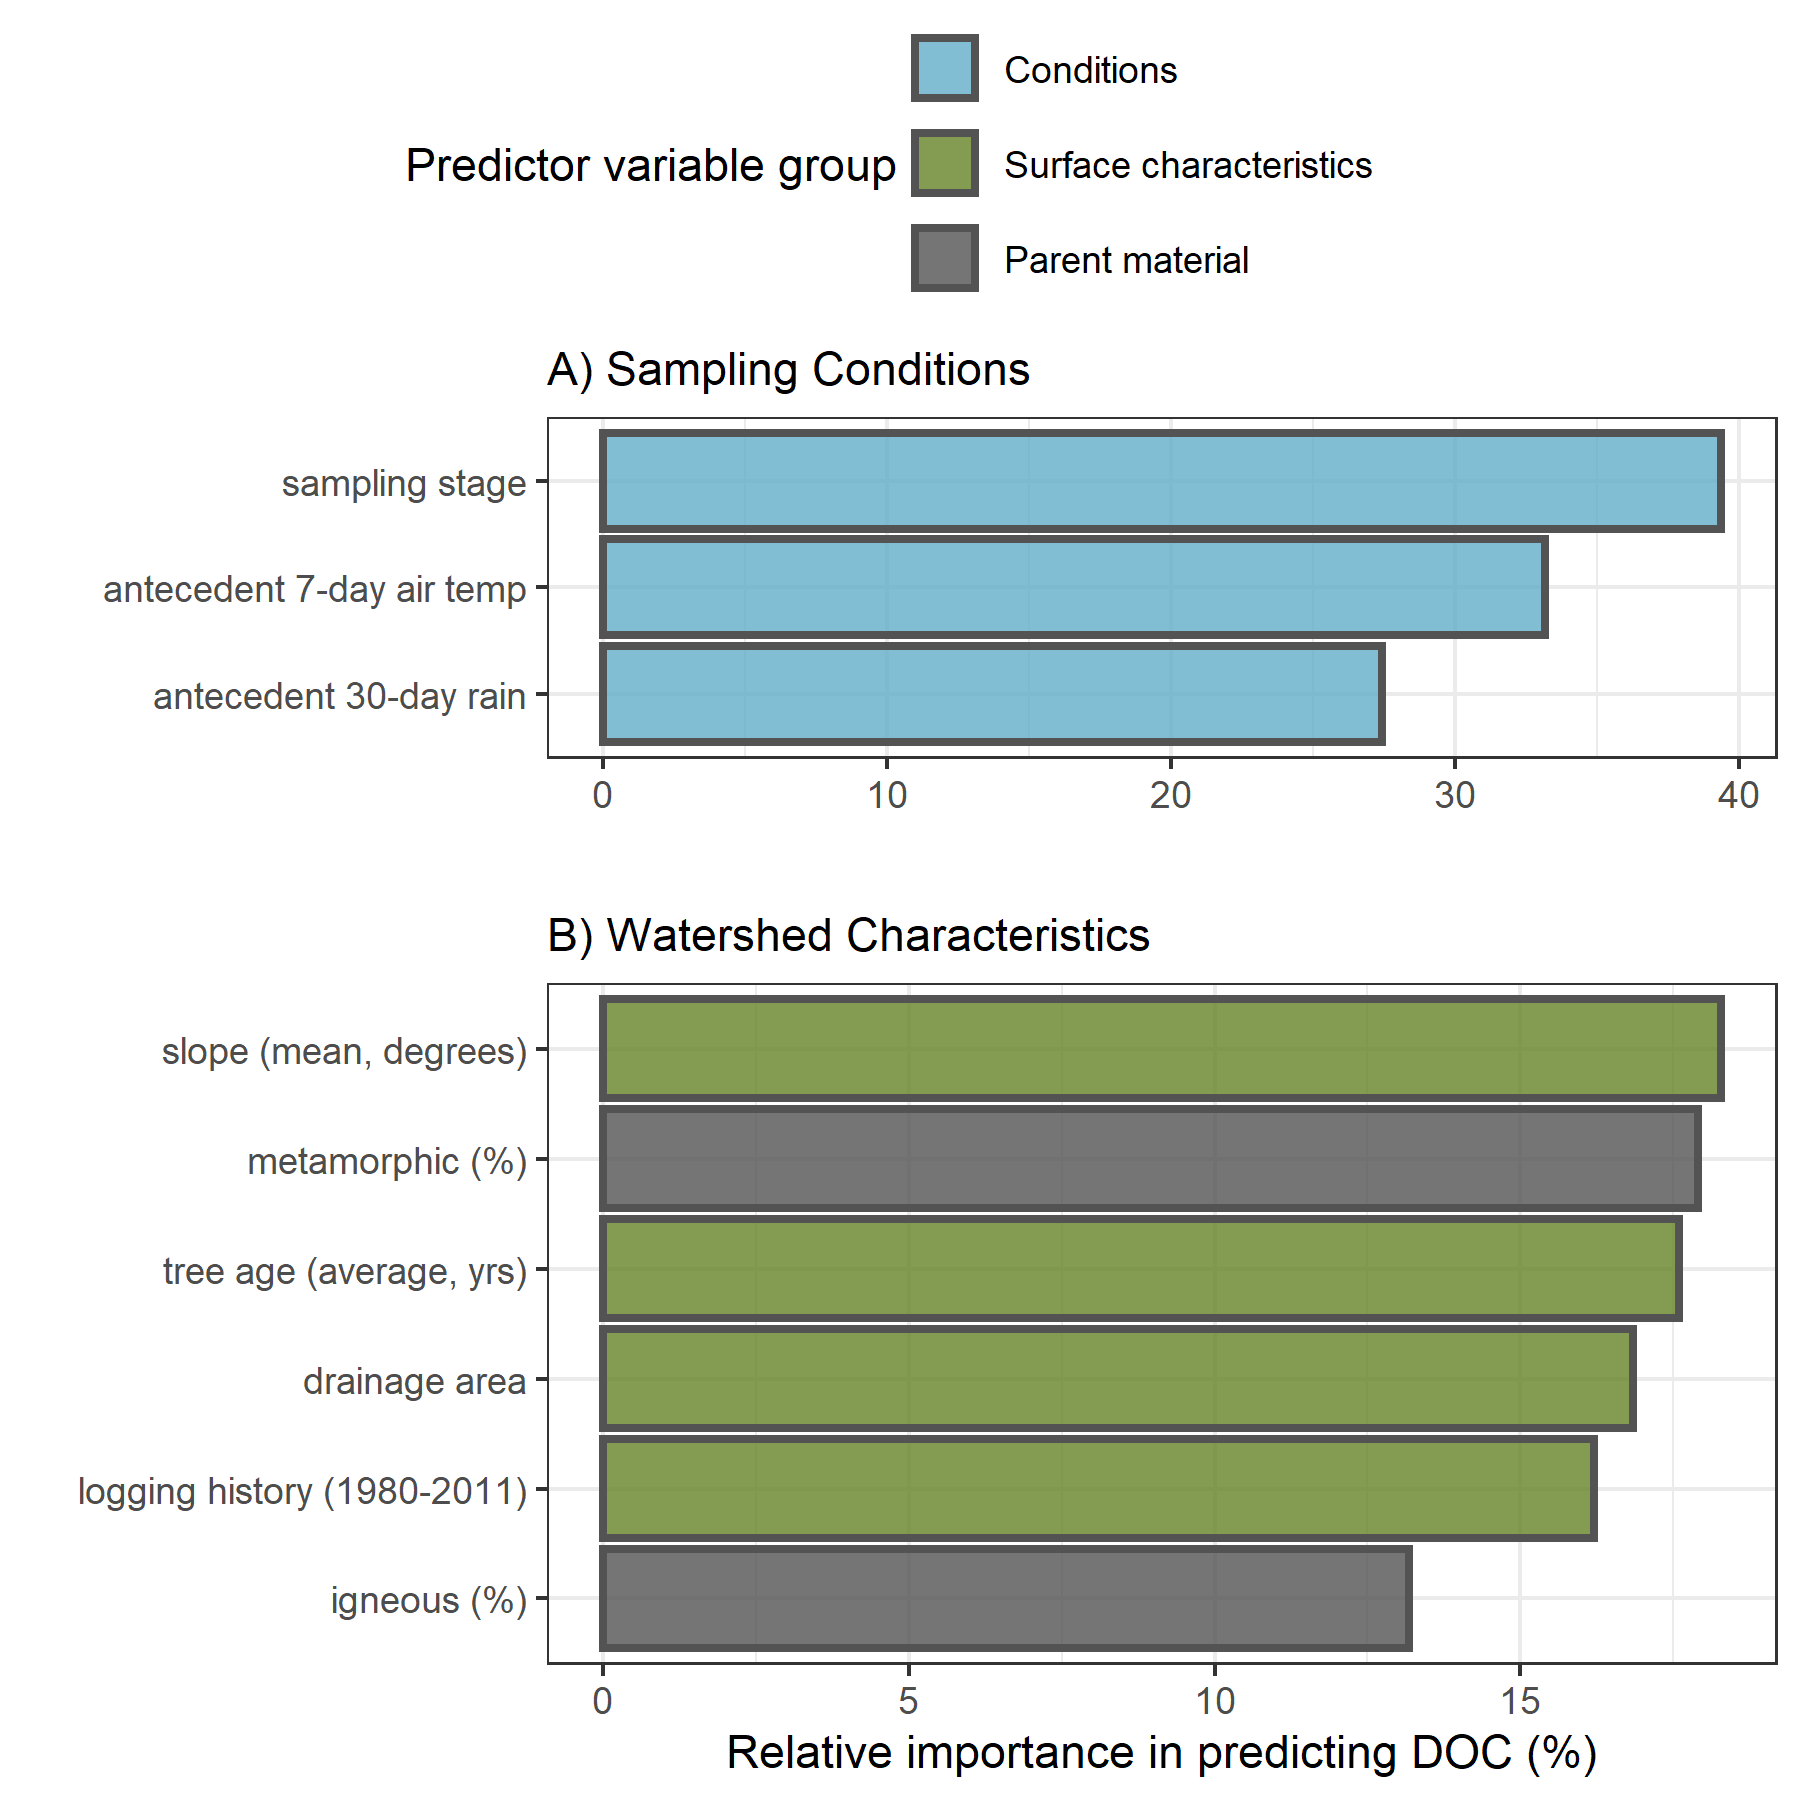 Conditions
Predictor variable group
Surface characteristics
Parent material
A) Sampling Conditions
sampling stage
antecedent 7-day air temp
antecedent 30-day rain
0 10 20 30 40
B) Watershed Characteristics
slope (mean, degrees)
metamorphic (%)
tree age (average, yrs)
drainage area
logging history (1980-2011)
igneous (%)
0 5 10 15
Relative importance in predicting DOC (%)